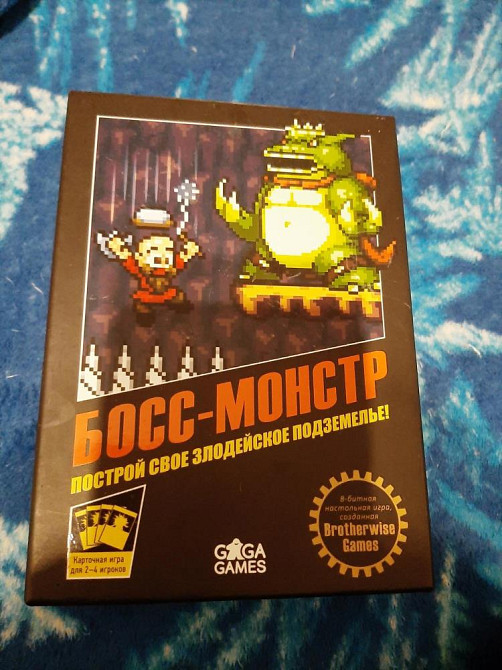 БОСС-МОНСТР
ПОСТРОЙ СВОЕ ЗЛОДЕЙСКОЕ ПОДЗЕМЕЛЬЕ!
Карточная игра
для 2–4 игроков
GAGA
GAMES
8-битная
настольная игра,
созданная
Brotherwise
Games